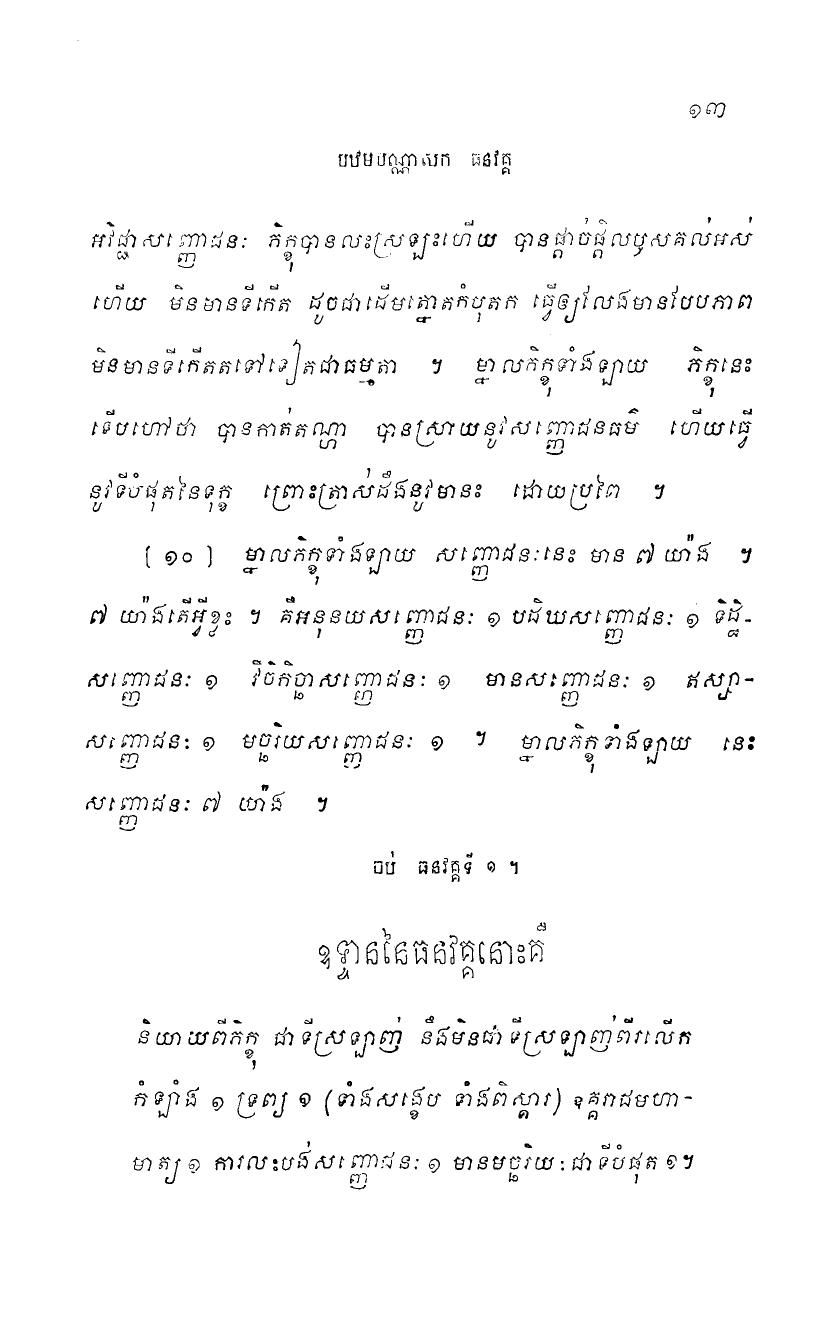 ១៣
បឋមបណ្ណាសក ធនវគ្គ
អវិជ្ជាសញ្ញោជនៈ ភិក្ខុបានលះស្រឡះហើយ បានផ្តាច់ផ្តិលឫសគល់អស់
ហើយ មិនមានទីកើត ដូចជាដើមត្នោតកំបុតក ធ្វើឲ្យលែងមានបែបភាព
មិនមានទីកើតតទៅទៀតជាធម្មតា ។ ម្នាលភិក្ខុទាំងឡាយ ភិក្ខុនេះ
ទើបហៅថា បានកាត់តណ្ហា បានស្រាយនូវសញ្ញោជនធម៌ ហើយធ្វើ
នូវទីបំផុតនៃទុក្ខ ព្រោះត្រាស់ដឹងនូវមានះ ដោយប្រពៃ ។
[ ១០ ] ម្នាលភិក្ខុទាំងឡាយ សញ្ញោជនៈនេះ មាន ៧ យ៉ាង ។
៧ យ៉ាងតើអ្វីខ្លះ ។ គឺអនុនយសញ្ញោជនៈ ១ បដិឃសញ្ញោជនៈ ១ ទិដ្ឋិ-
សញ្ញោជនៈ ១ វិចិកិច្ឆាសញ្ញោជនៈ ១ មានសញ្ញោជនៈ ១ ឥស្សា-
សញ្ញោជនៈ ១ មច្ឆរិយសញ្ញោជនៈ ១ ។ ម្នាលភិក្ខុទាំងឡាយ នេះ
សញ្ញោជនៈ ៧ យ៉ាង ។
ចប់ ធនវគ្គទី ១ ។
ឧទ្ទាននៃធនវគ្គនោះគឺ
និយាយពីភិក្ខុ ជាទីស្រឡាញ់ នឹងមិនជាទីស្រឡាញ់ពីរលើក
កំឡាំង ១ ទ្រព្យ ១ (ទាំងសង្ខេប ទាំងពិស្តារ) ឧគ្គរាជមហា-
មាត្យ ១ ការលះបង់សញ្ញោជនៈ ១ មានមច្ឆរិយៈជាទីបំផុត ១។